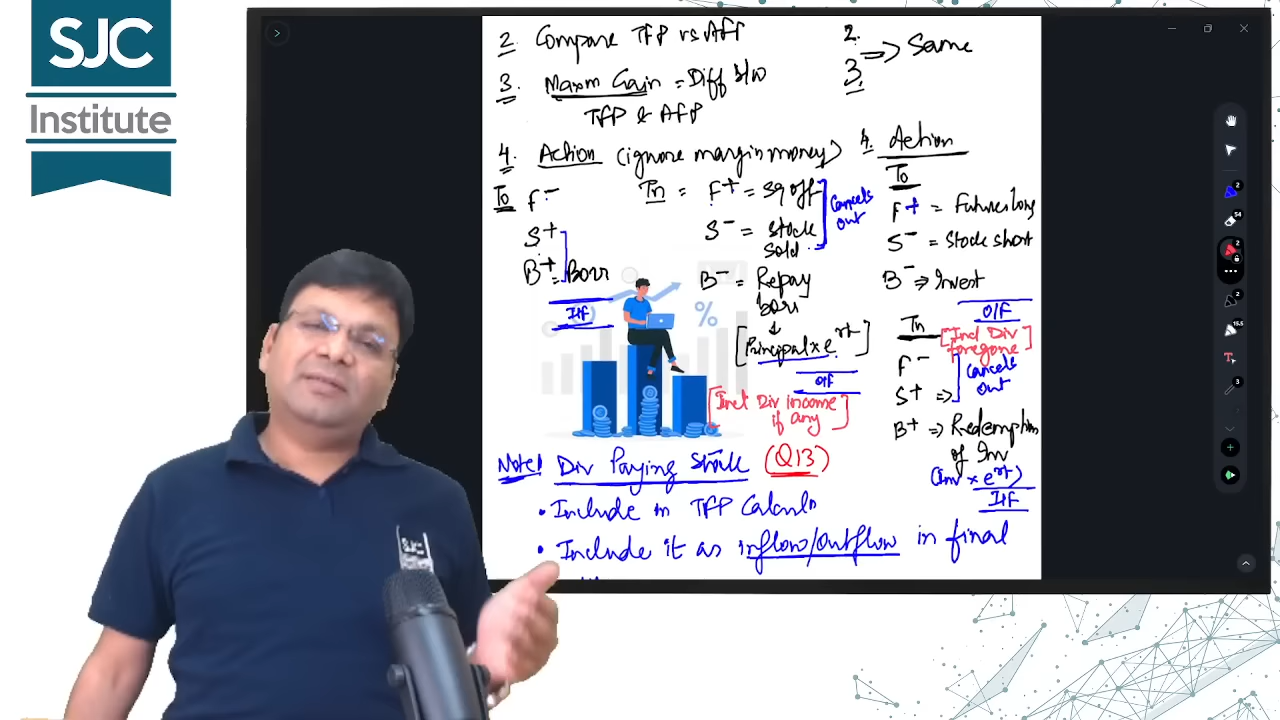 SJC
Institute
2. Compare TFP vs AFP
3. Maxm Gain = Diff b/w
TFP & AFP
4. Action (ignore margin money)
To F-
S+
B+ = Borr
I/F
Tn = F+ = Sq off
S- = Stock
Sold
Cancels
out
B- = Repay
borr
↓
[Principal x e^rt]
O/F
[Incl Div income
if any]
2.
3. => Same
4. Action
To
F+ = Future long
S- = Stock short
B- => Invest
O/F
Tn [Incl Div
foregone]
F-
S+ =>
Cancels
out
B+ => Redemption
of Inv
(Inv x e^rt)
I/F
Note! Div Paying Stock (Q13)
• Include in TFP Calculn
• Include it as inflow/outflow in final
%
SJC